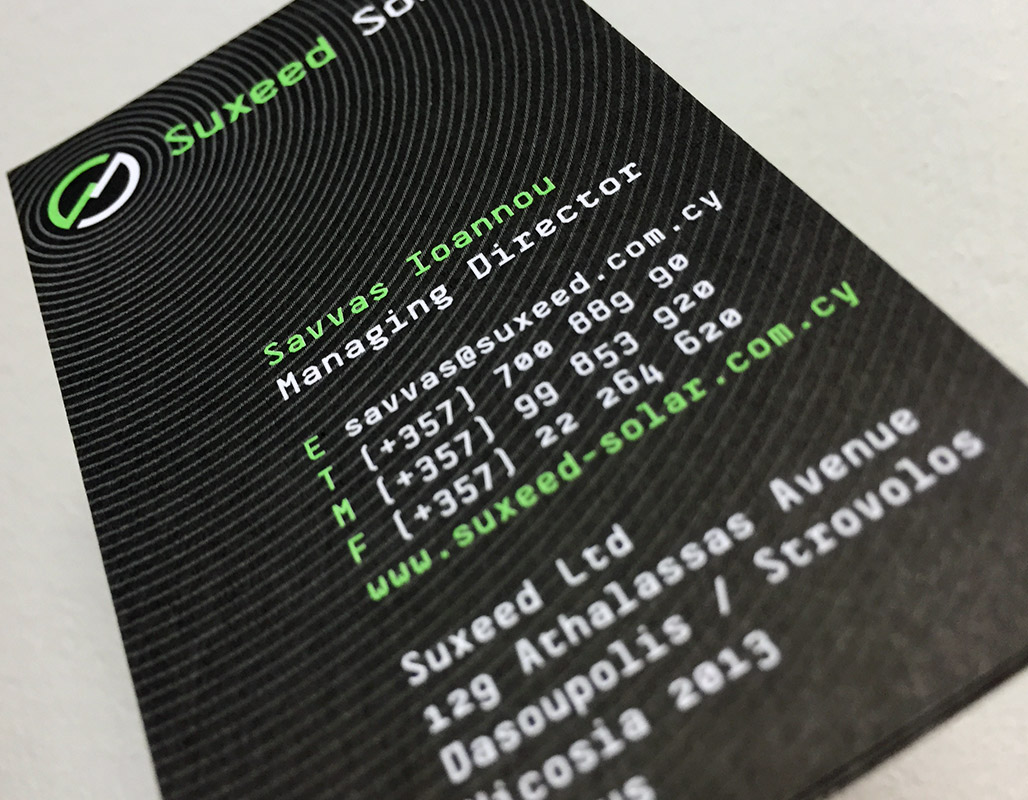 Suxeed
Savvas Ioannou
Managing Director
E savvas@suxeed.com.cy
T (+357) 700 889 90
M (+357) 99 853 920
F (+357) 22 264 620
www.suxeed-solar.com.cy
Suxeed Ltd
129 Athalassas Avenue
Dasoupolis / Strovolos
Nicosia 2013